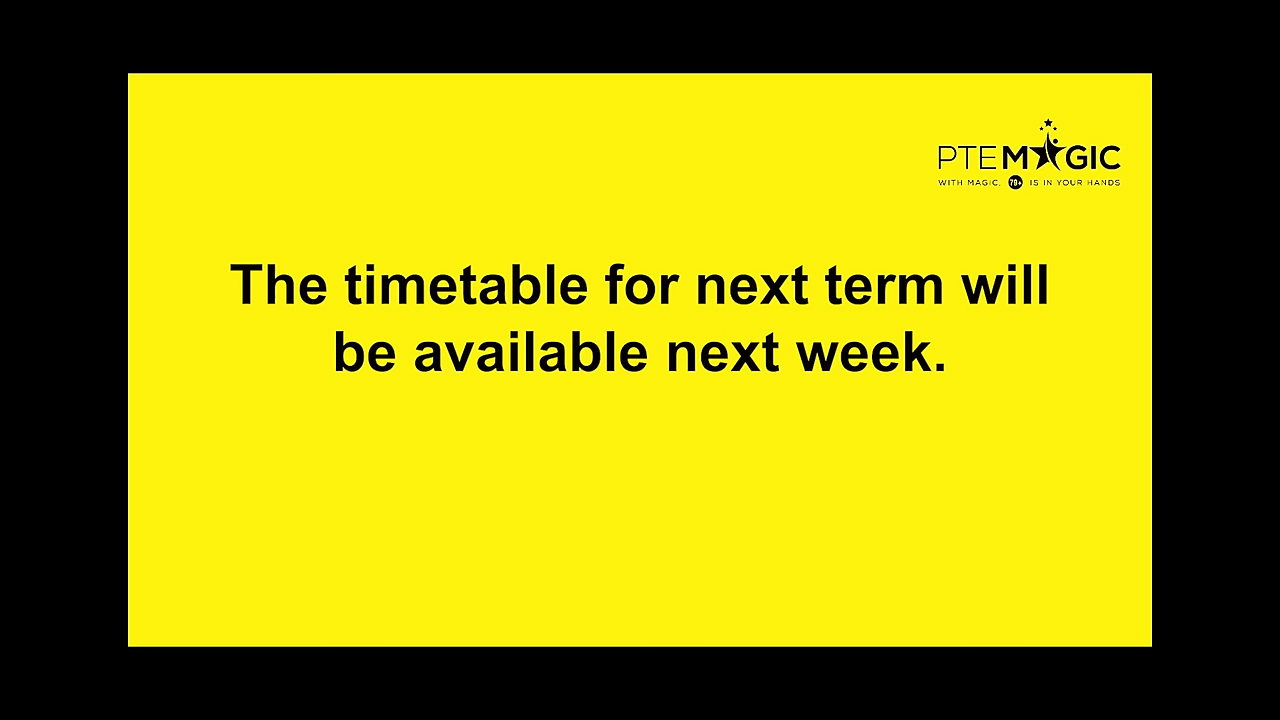 PTEMAGIC
WITH MAGIC, 79+ IS IN YOUR HANDS
The timetable for next term will
be available next week.